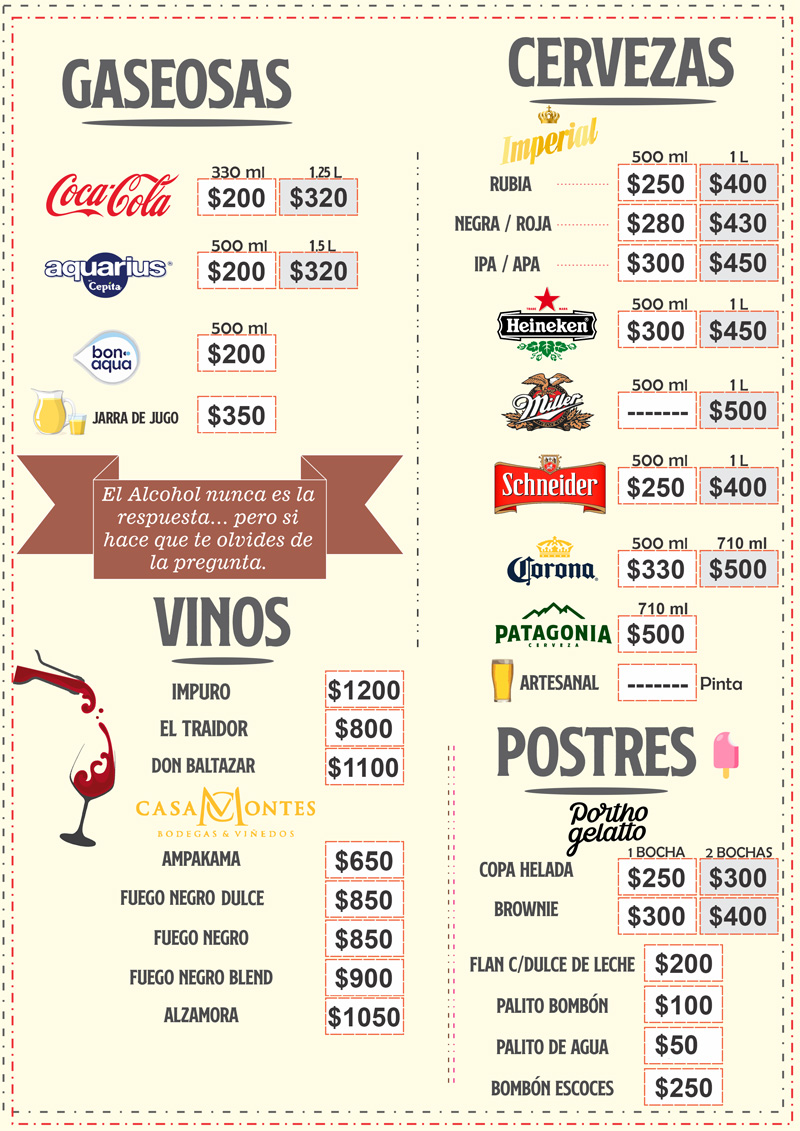 GASEOSAS
Coca-Cola
330 ml 1.25 L
$200 $320
aquarius®
Cepita
500 ml 1.5 L
$200 $320
bon
aqua
500 ml
$200
JARRA DE JUGO $350
El Alcohol nunca es la
respuesta... pero si
hace que te olvides de
la pregunta.
VINOS
IMPURO $1200
EL TRAIDOR $800
DON BALTAZAR $1100
CASA MONTES
BODEGAS & VIÑEDOS
AMPAKAMA $650
FUEGO NEGRO DULCE $850
FUEGO NEGRO $850
FUEGO NEGRO BLEND $900
ALZAMORA $1050
CERVEZAS
Imperial
500 ml 1 L
RUBIA $250 $400
NEGRA / ROJA $280 $430
IPA / APA $300 $450
Heineken
500 ml 1 L
$300 $450
Miller
500 ml 1 L
------- $500
Schneider
500 ml 1 L
$250 $400
Corona
500 ml 710 ml
$330 $500
PATAGONIA
CERVEZA
710 ml
$500
ARTESANAL ------- Pinta
POSTRES
Portho
gelatto
1 BOCHA 2 BOCHAS
COPA HELADA $250 $300
BROWNIE $300 $400
FLAN C/DULCE DE LECHE $200
PALITO BOMBÓN $100
PALITO DE AGUA $50
BOMBÓN ESCOCES $250